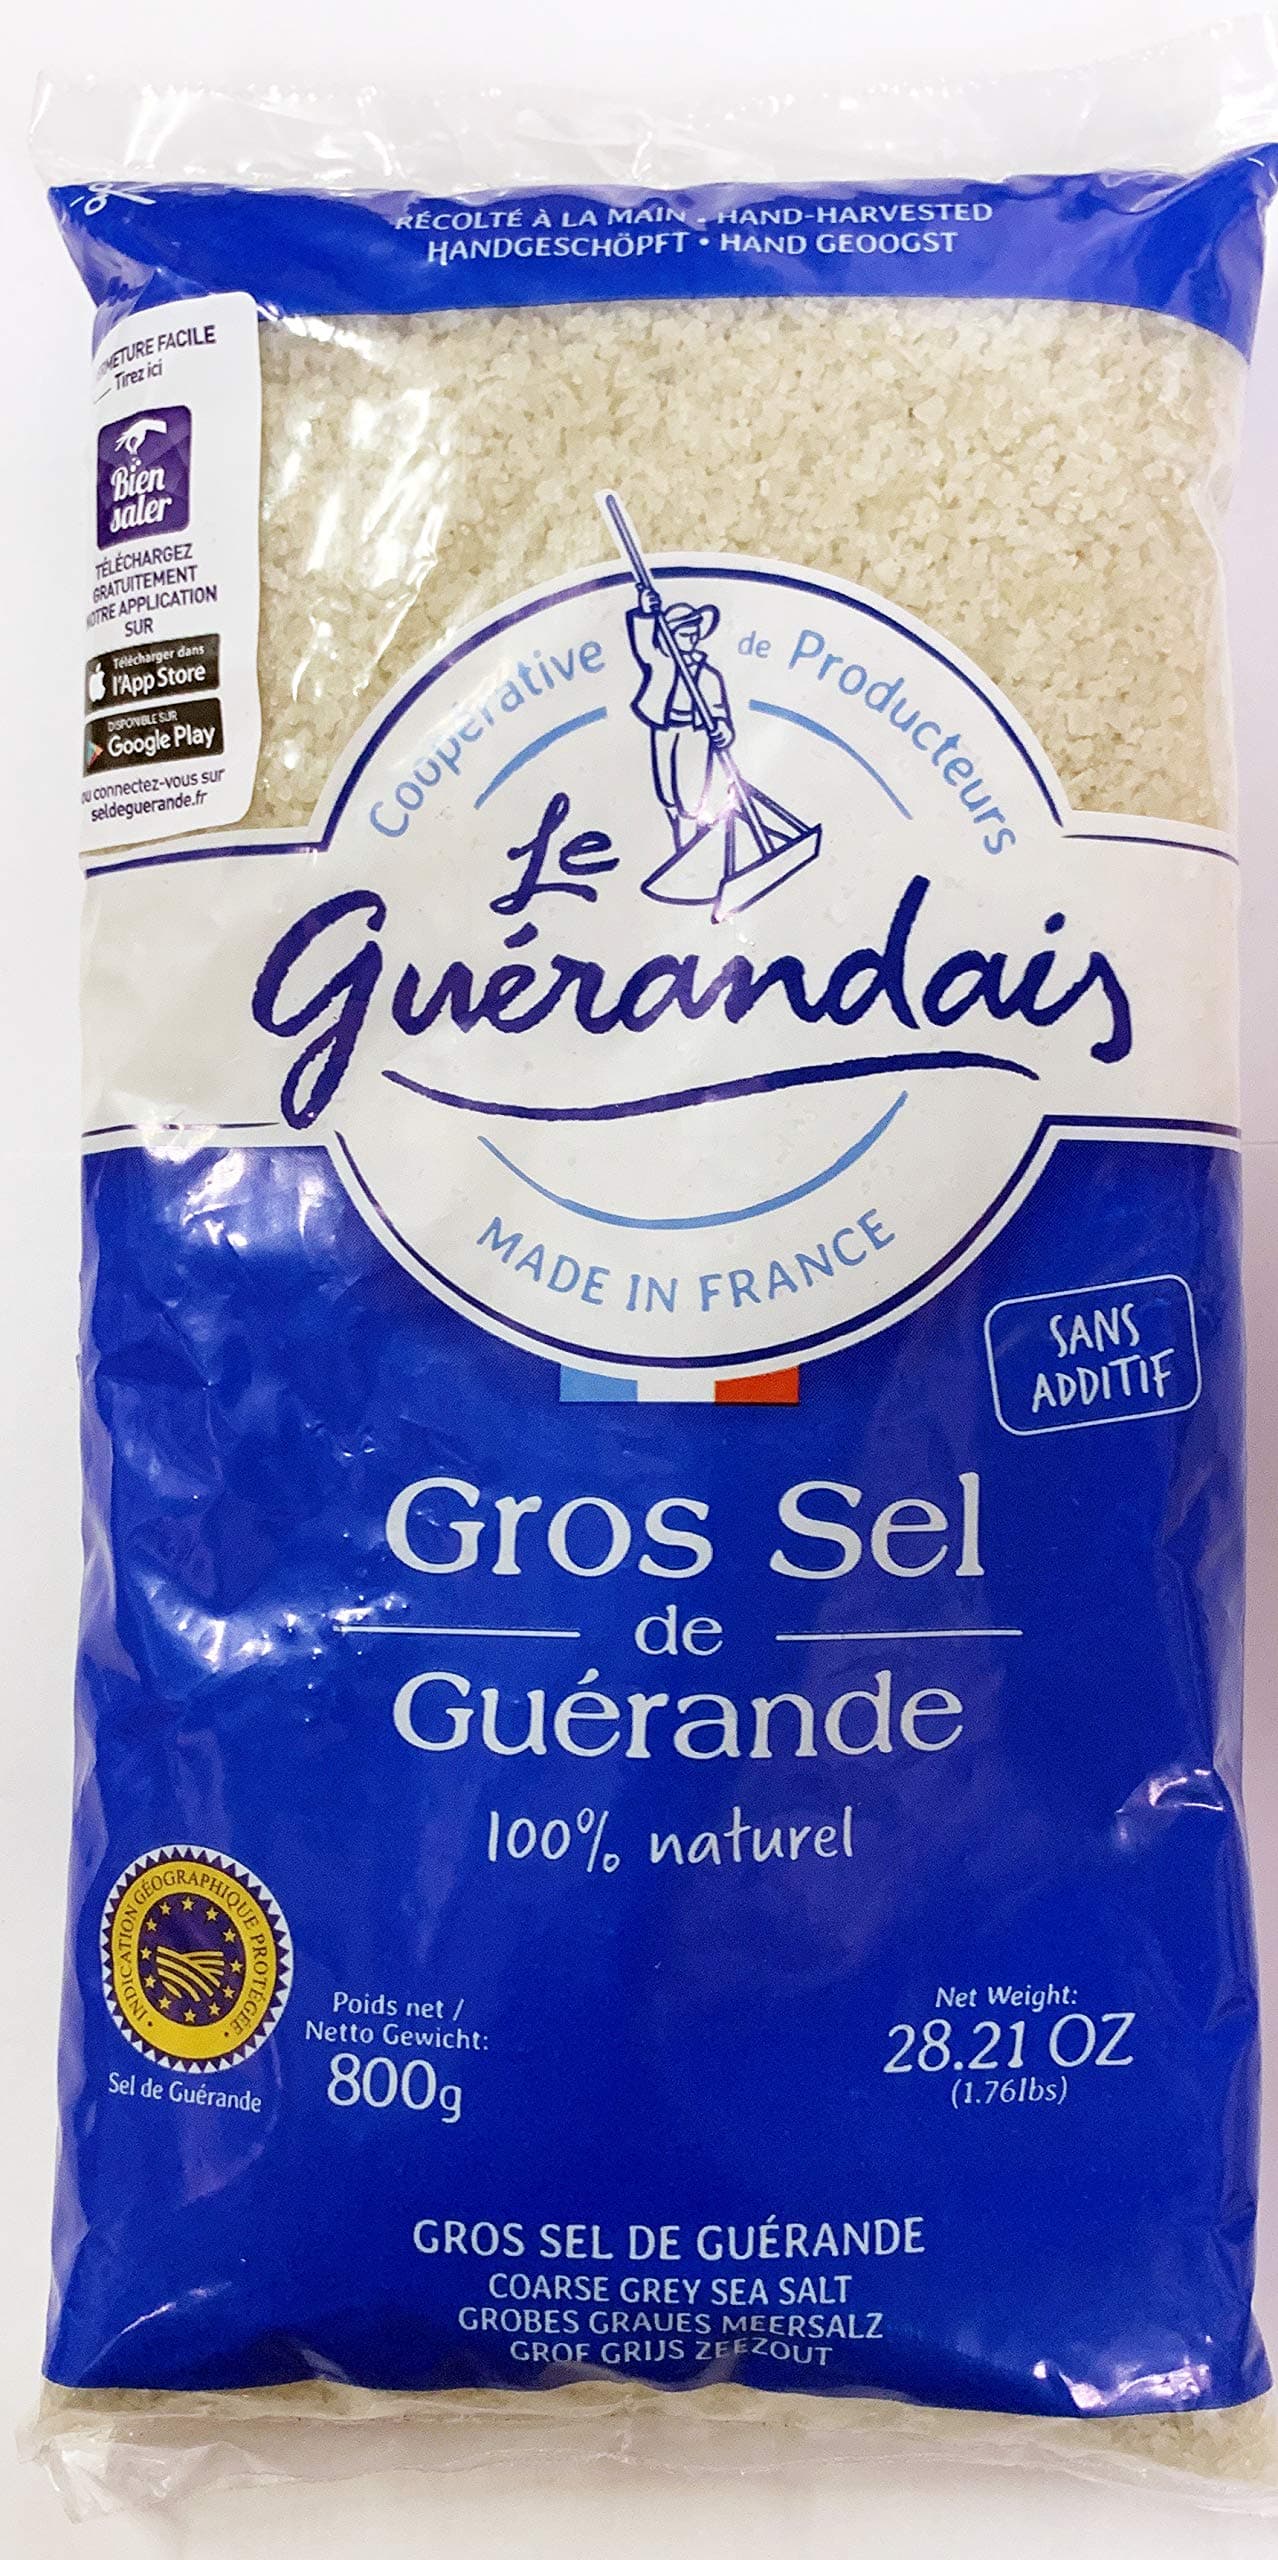 RÉCOLTÉ À LA MAIN • HAND-HARVESTED
HANDGESCHÖPFT • HAND GEOOGST
FACILE
Tirez ici
Bien
saler
TÉLÉCHARGEZ
GRATUITEMENT
APPLICATION
SUR
Télécharger dans
l'App Store
DISPONIBLE SUR
Google Play
ou connectez-vous sur
seldeguerande.fr
Coopérative de Producteurs
Le
Guérandais
MADE IN FRANCE
SANS
ADDITIF
Gros Sel
de
Guérande
100% naturel
INDICATION GÉOGRAPHIQUE PROTÉGÉE
Sel de Guérande
Poids net /
Netto Gewicht:
800g
Net Weight:
28.21 OZ
(1.76lbs)
GROS SEL DE GUÉRANDE
COARSE GREY SEA SALT
GROBES GRAUES MEERSALZ
GROF GRIJS ZEEZOUT